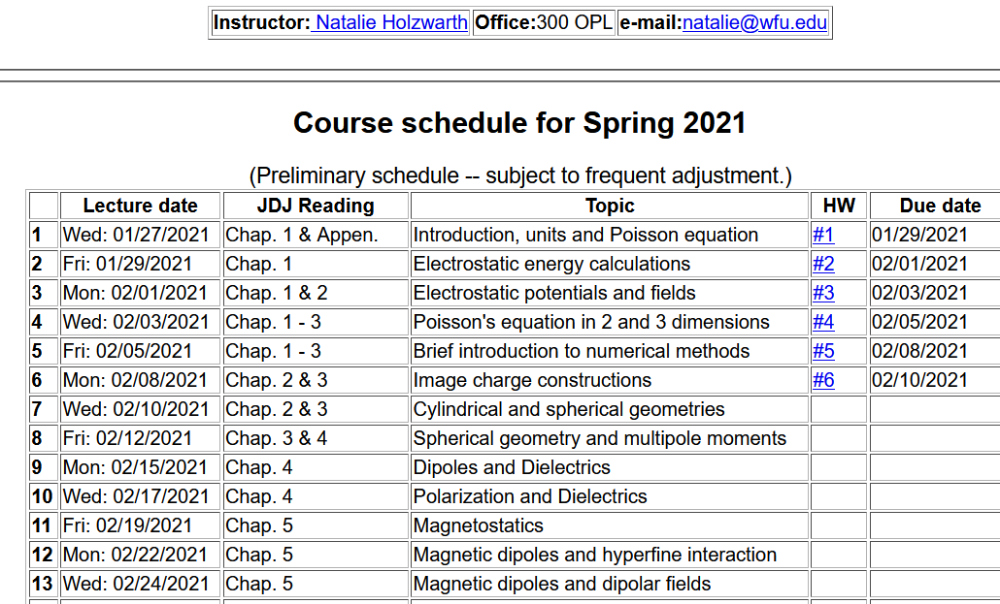 Instructor: Natalie Holzwarth Office:300 OPL e-mail:natalie@wfu.edu
Course schedule for Spring 2021
(Preliminary schedule -- subject to frequent adjustment.)
Lecture date JDJ Reading Topic HW Due date
1 Wed: 01/27/2021 Chap. 1 & Appen. Introduction, units and Poisson equation #1 01/29/2021
2 Fri: 01/29/2021 Chap. 1 Electrostatic energy calculations #2 02/01/2021
3 Mon: 02/01/2021 Chap. 1 & 2 Electrostatic potentials and fields #3 02/03/2021
4 Wed: 02/03/2021 Chap. 1 - 3 Poisson's equation in 2 and 3 dimensions #4 02/05/2021
5 Fri: 02/05/2021 Chap. 1 - 3 Brief introduction to numerical methods #5 02/08/2021
6 Mon: 02/08/2021 Chap. 2 & 3 Image charge constructions #6 02/10/2021
7 Wed: 02/10/2021 Chap. 2 & 3 Cylindrical and spherical geometries
8 Fri: 02/12/2021 Chap. 3 & 4 Spherical geometry and multipole moments
9 Mon: 02/15/2021 Chap. 4 Dipoles and Dielectrics
10 Wed: 02/17/2021 Chap. 4 Polarization and Dielectrics
11 Fri: 02/19/2021 Chap. 5 Magnetostatics
12 Mon: 02/22/2021 Chap. 5 Magnetic dipoles and hyperfine interaction
13 Wed: 02/24/2021 Chap. 5 Magnetic dipoles and dipolar fields